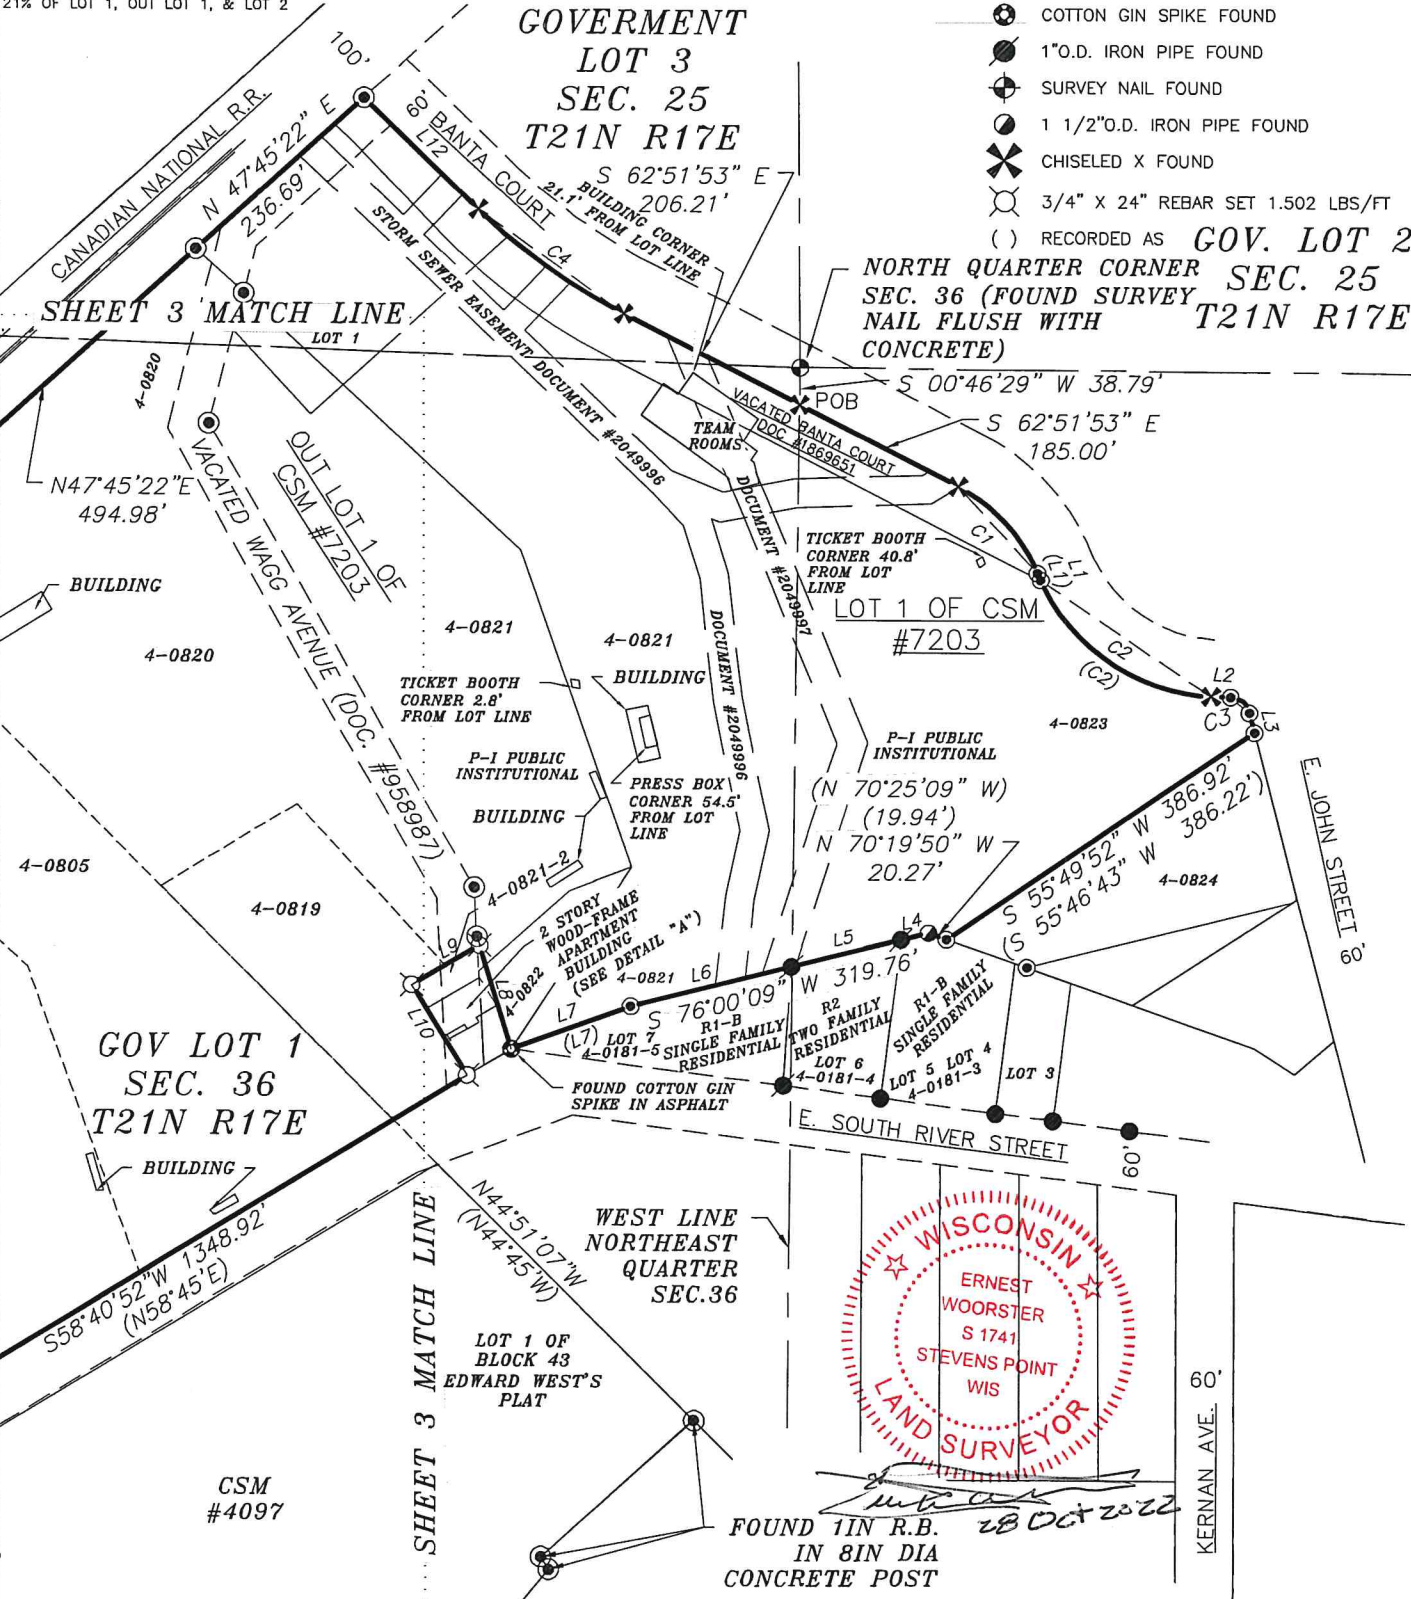 21% OF LOT 1, OUT LOT 1, & LOT 2
COTTON GIN SPIKE FOUND
1"O.D. IRON PIPE FOUND
SURVEY NAIL FOUND
1 1/2"O.D. IRON PIPE FOUND
CHISELED X FOUND
3/4" X 24" REBAR SET 1.502 LBS/FT
( ) RECORDED AS
GOVERMENT
LOT 3
SEC. 25
T21N R17E
GOV. LOT 2
SEC. 25
T21N R17E
100'
CANADIAN NATIONAL R.R.
N 47°45'22" E
236.69'
60'
BANTA COURT
L12
C4
S 62°51'53" E
206.21'
BUILDING CORNER
21.1' FROM LOT LINE
NORTH QUARTER CORNER
SEC. 36 (FOUND SURVEY
NAIL FLUSH WITH
CONCRETE)
S 00°46'29" W 38.79'
POB
S 62°51'53" E
185.00'
SHEET 3 MATCH LINE
LOT 1
4-0820
STORM SEWER EASEMENT DOCUMENT #2049996
TEAM
ROOMS
VACATED BANTA COURT
DOC #1869651
DOCUMENT #2049997
N47°45'22"E
494.98'
OUT LOT 1 OF
CSM #7203
VACATED WAGG AVENUE (DOC. #958987)
BUILDING
4-0820
4-0821
4-0821
TICKET BOOTH
CORNER 40.8'
FROM LOT
LINE
C1
L1
(L1)
LOT 1 OF CSM
#7203
C2
(C2)
L2
C3
L3
4-0823
TICKET BOOTH
CORNER 2.8'
FROM LOT LINE
BUILDING
DOCUMENT #2049996
P-I PUBLIC
INSTITUTIONAL
BUILDING
PRESS BOX
CORNER 54.5'
FROM LOT
LINE
P-I PUBLIC
INSTITUTIONAL
(N 70°25'09" W)
(19.94')
N 70°19'50" W
20.27'
S 55°49'52" W 386.92'
(S 55°46'43" W 386.22')
E. JOHN STREET 60'
4-0824
4-0805
4-0819
4-0821-2
2 STORY
WOOD-FRAME
APARTMENT
BUILDING
(SEE DETAIL "A")
4-0822
4-0821
L9
L8
L10
L7
(L7)
L6
L5
L4
S 76°00'09" W 319.76'
LOT 7
4-0181-5
R1-B
SINGLE FAMILY
RESIDENTIAL
R2
TWO FAMILY
RESIDENTIAL
R1-B
SINGLE FAMILY
RESIDENTIAL
LOT 6
4-0181-4
LOT 5 LOT 4
4-0181-3
LOT 3
GOV LOT 1
SEC. 36
T21N R17E
FOUND COTTON GIN
SPIKE IN ASPHALT
E. SOUTH RIVER STREET
60'
BUILDING
S58°40'52"W 1348.92'
(N58°45'E)
SHEET 3 MATCH LINE
N44°51'07"W
(N44°45'W)
WEST LINE
NORTHEAST
QUARTER
SEC.36
WISCONSIN
ERNEST
WOORSTER
S 1741
STEVENS POINT
WIS
LAND SURVEYOR
LOT 1 OF
BLOCK 43
EDWARD WEST'S
PLAT
60'
KERNAN AVE.
28 Oct 2022
CSM
#4097
FOUND 1IN R.B.
IN 8IN DIA
CONCRETE POST